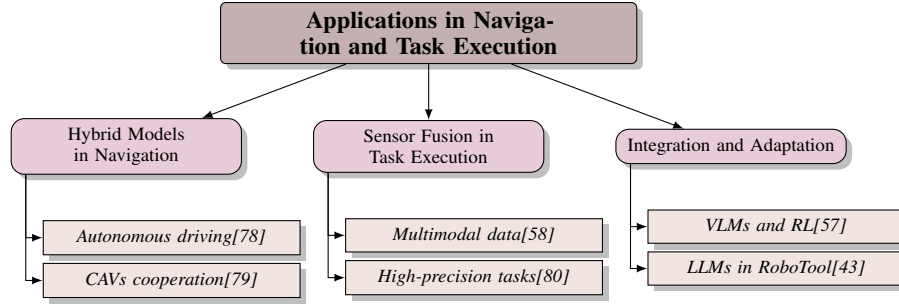 Applications in Naviga-
tion and Task Execution
Hybrid Models
in Navigation
Sensor Fusion in
Task Execution
Integration and Adaptation
Autonomous driving[78]
CAVs cooperation[79]
Multimodal data[58]
High-precision tasks[80]
VLMs and RL[57]
LLMs in RoboTool[43]